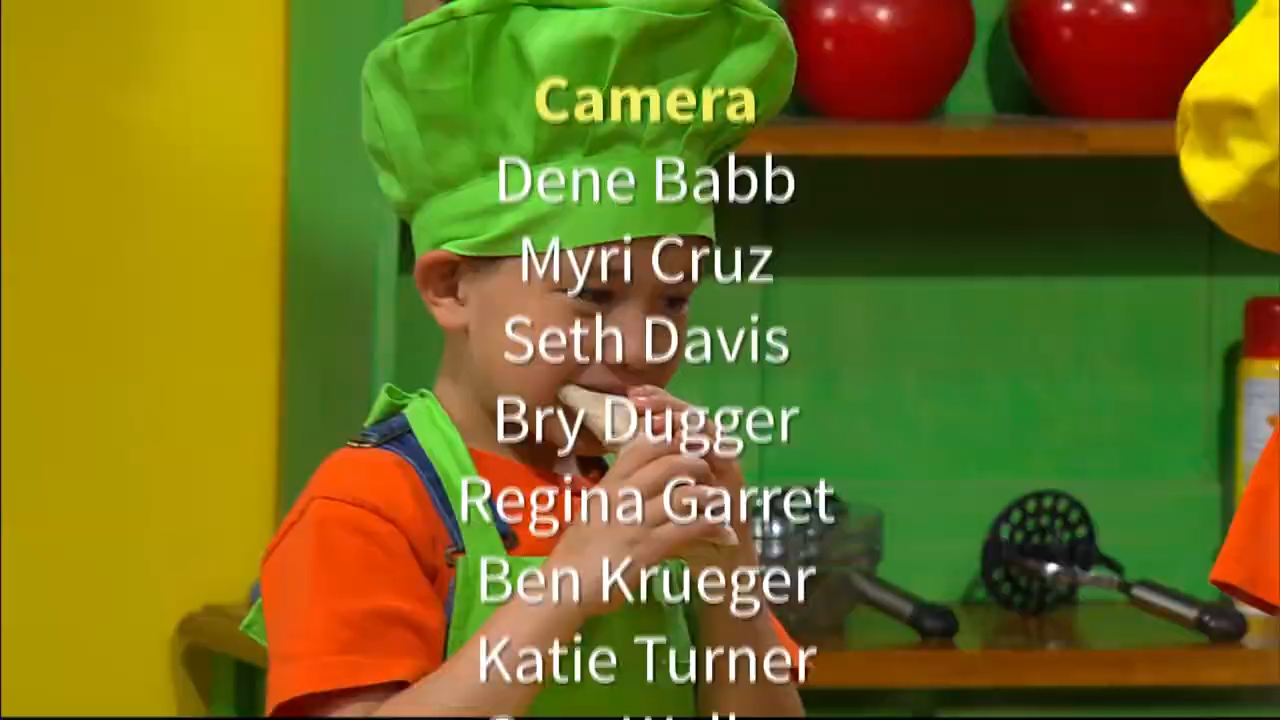 Camera
Dene Babb
Myri Cruz
Seth Davis
Bry Dugger
Regina Garret
Ben Krueger
Katie Turner